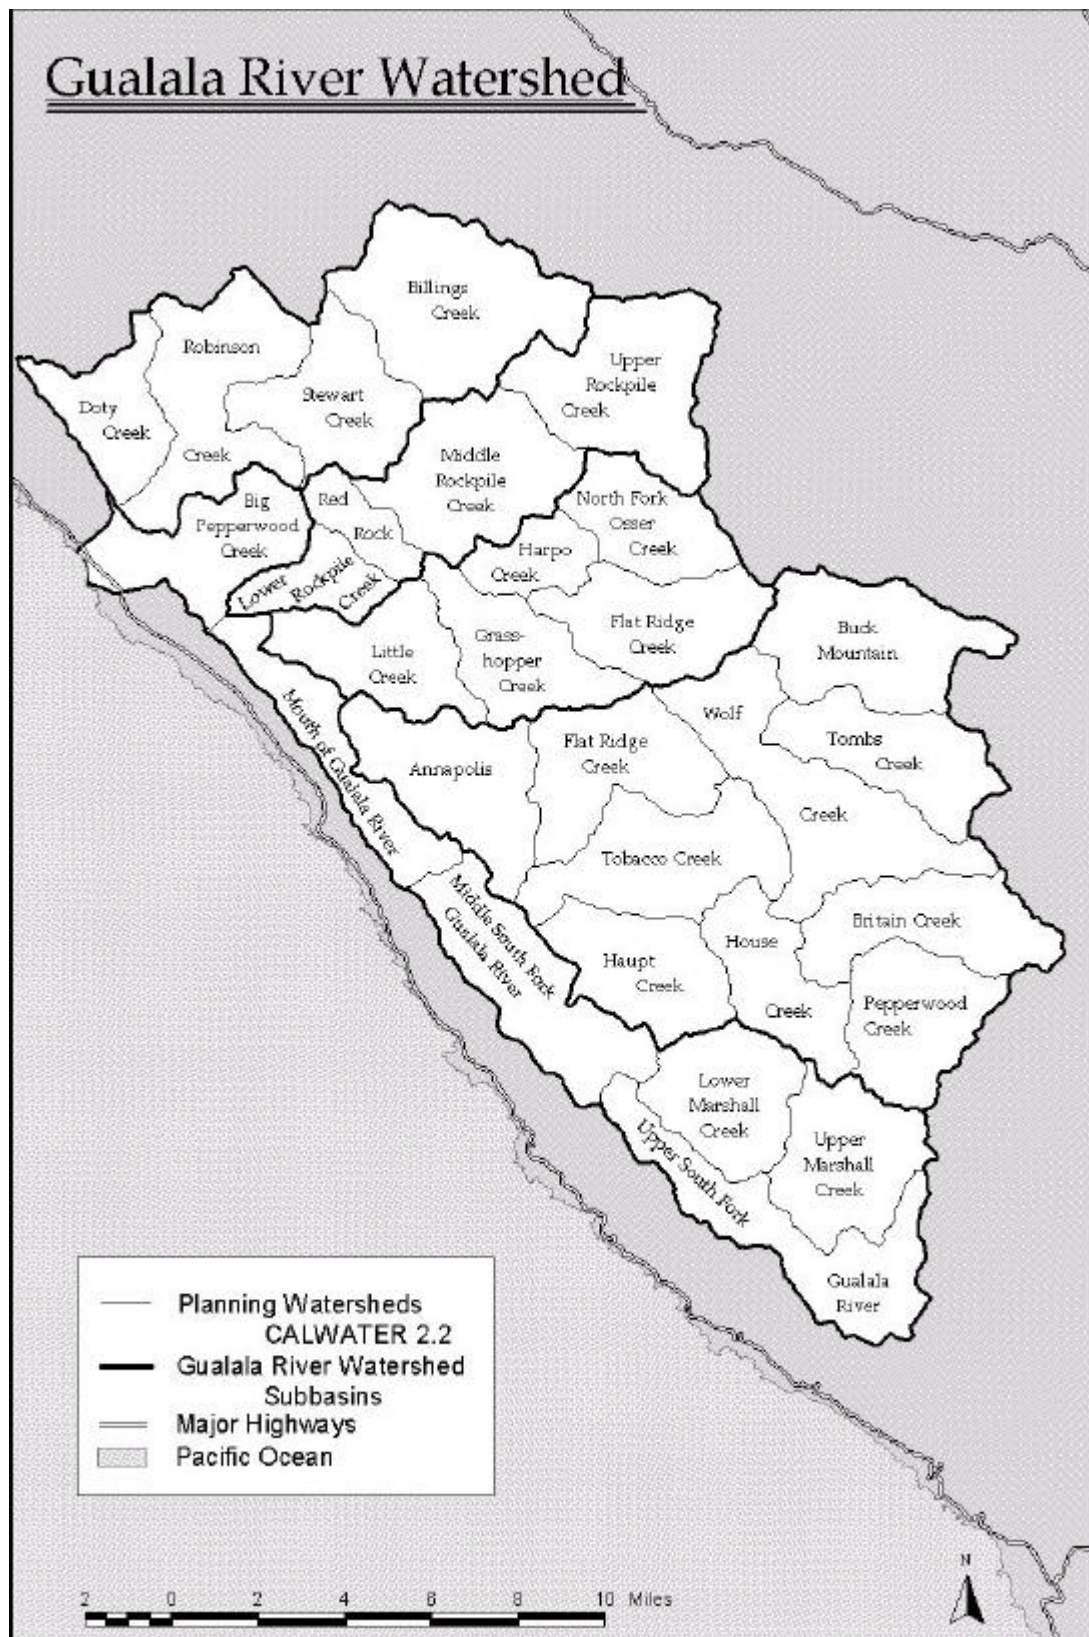 Gualala River Watershed
Billings
Creek
Robinson
Creek
Upper
Rockpile
Creek
Stewart
Creek
Doty
Creek
Middle
Rockpile
Creek
Big
Pepperwood
Creek
Red
Rock
North Fork
Osser
Creek
Harpo
Creek
Lower
Rockpile
Creek
Flat Ridge
Creek
Grass-
hopper
Creek
Little
Creek
Buck
Mountain
Mouth of Gualala River
Wolf
Creek
Tombs
Creek
Flat Ridge
Creek
Annapolis
Tobacco Creek
Middle South Fork
Gualala River
Britain Creek
House
Creek
Haupt
Creek
Pepperwood
Creek
Lower
Marshall
Creek
Upper
Marshall
Creek
Upper South Fork
Gualala
River
Planning Watersheds
CALWATER 2.2
Gualala River Watershed
Subbasins
Major Highways
Pacific Ocean
2 0 2 4 6 8 10 Miles
N